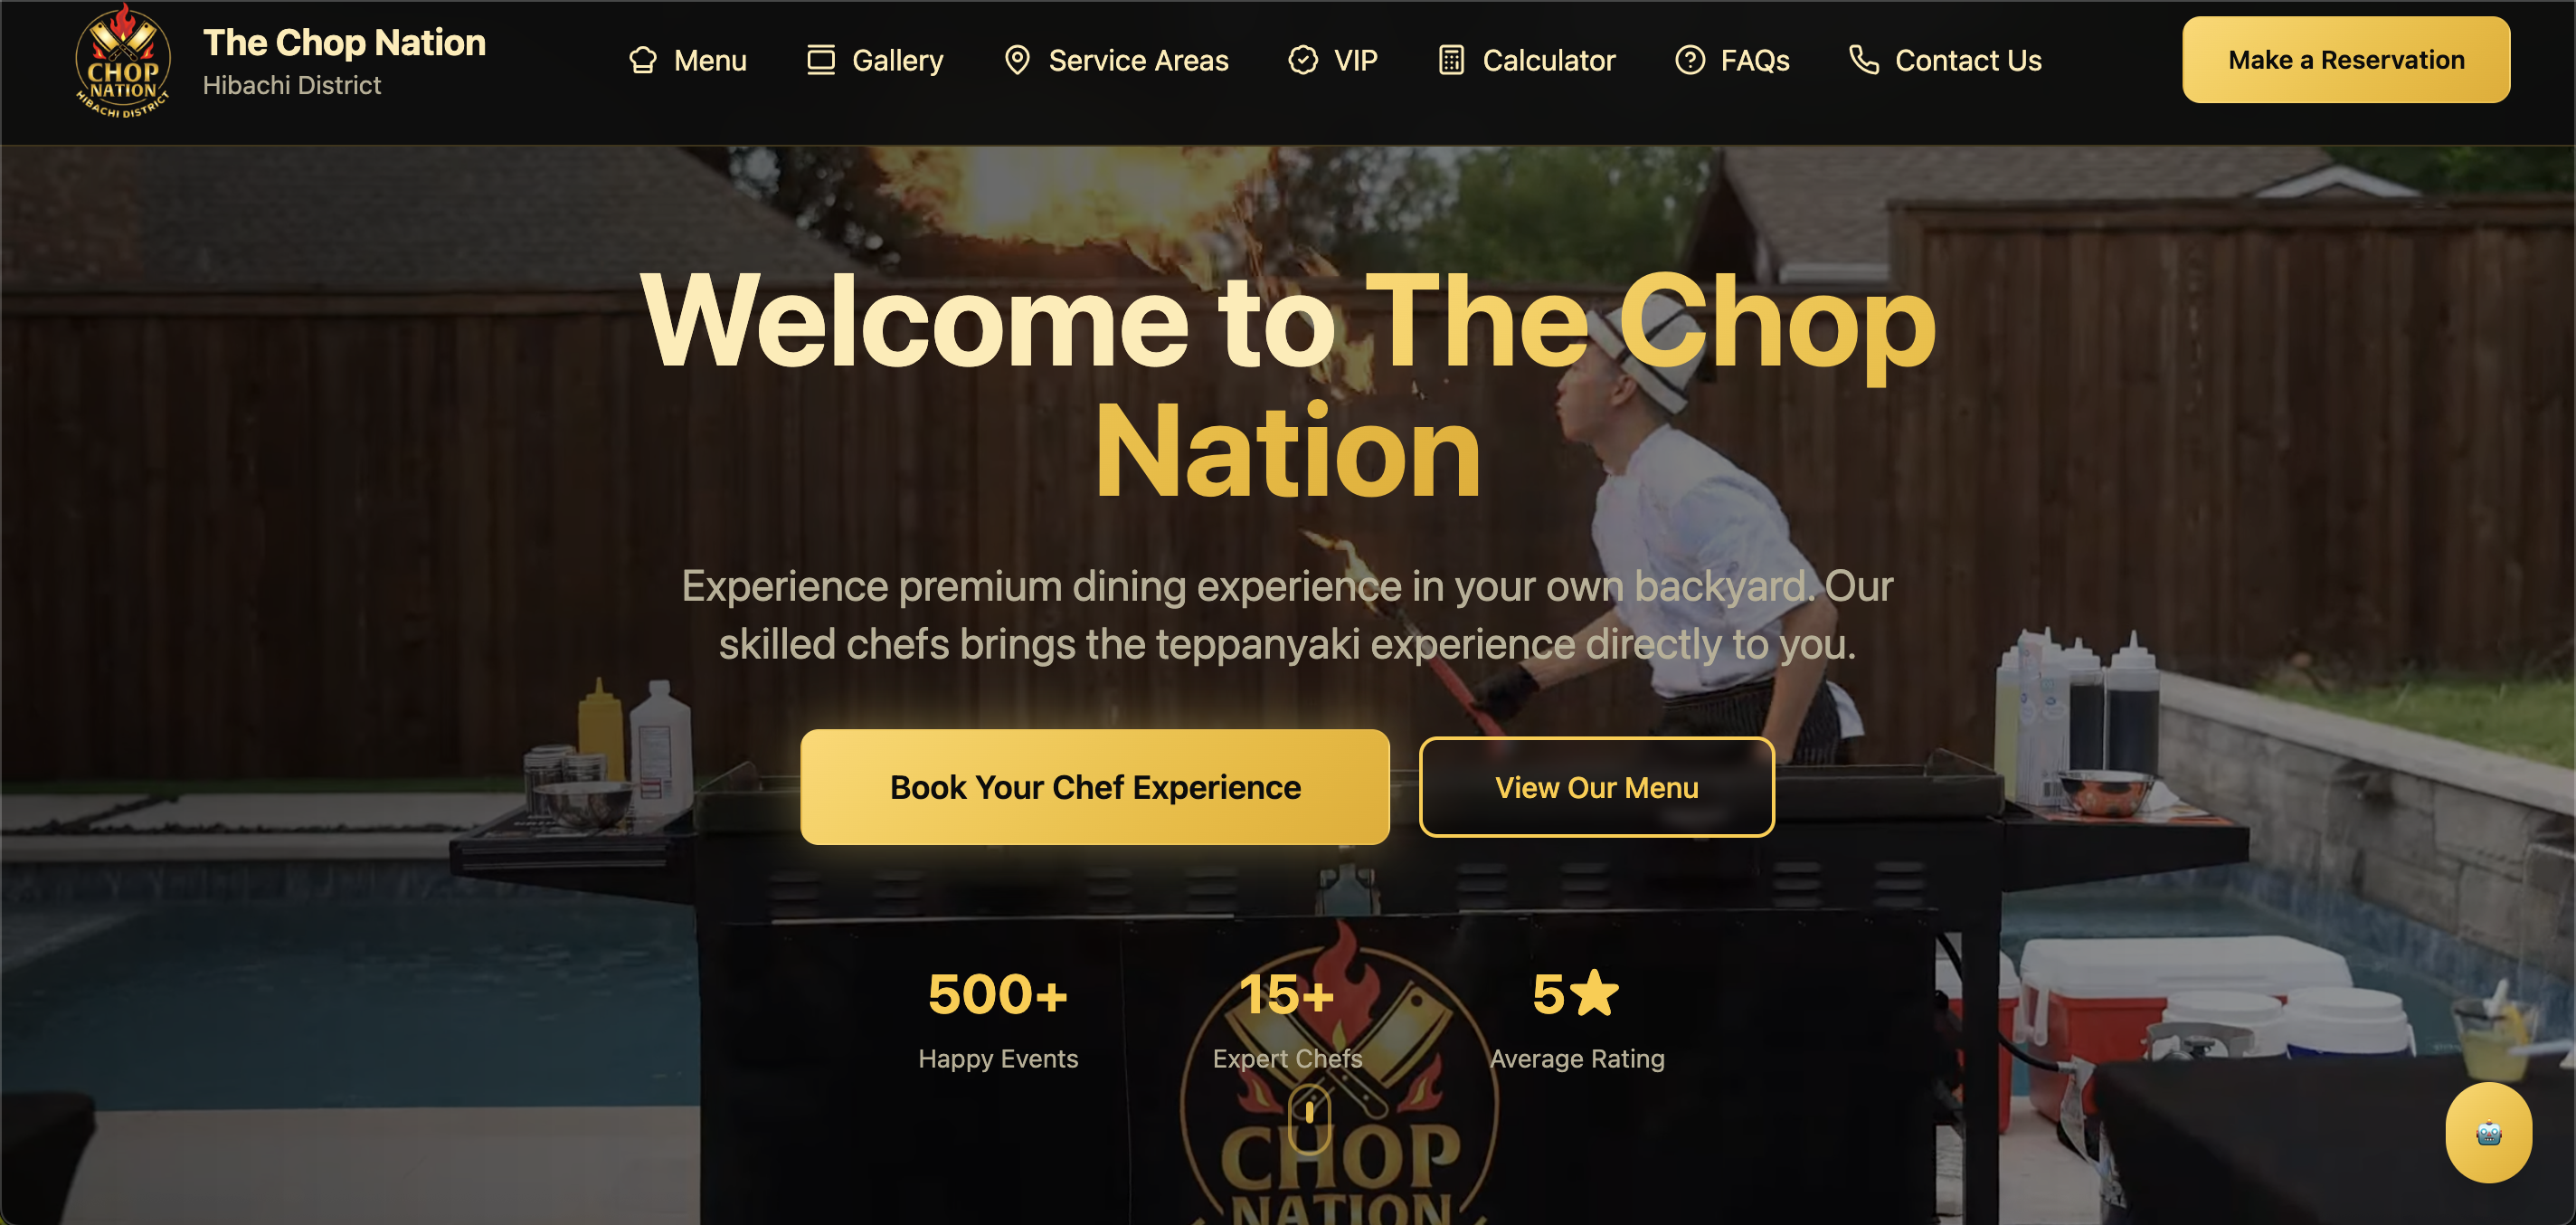 CHOP
NATION
HIBACHI DISTRICT
The Chop Nation
Hibachi District
Menu
Gallery
Service Areas
VIP
Calculator
FAQs
Contact Us
Make a Reservation
Welcome to The Chop
Nation
Experience premium dining experience in your own backyard. Our
skilled chefs brings the teppanyaki experience directly to you.
Book Your Chef Experience
View Our Menu
500+
15+
5★
Happy Events
Expert Chefs
Average Rating
CHOP
NATION